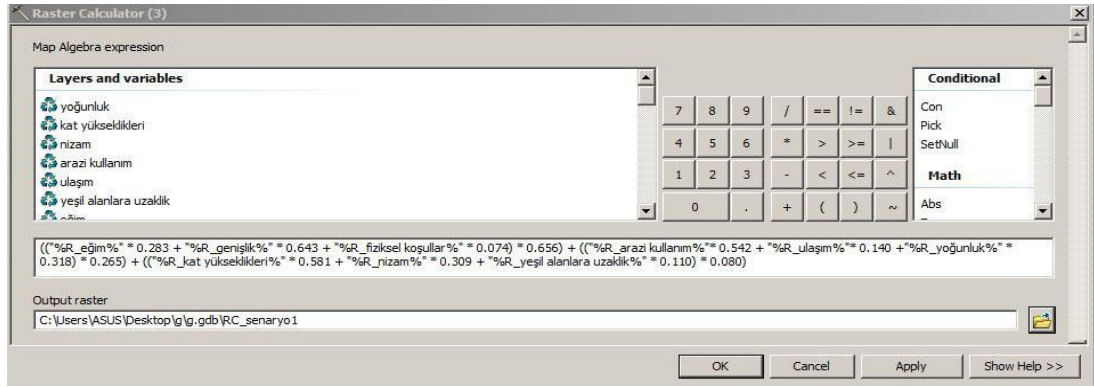 Raster Calculator (3)
Map Algebra expression
Layers and variables
yoğunluk
kat yükseklikleri
nizam
arazi kullanım
ulaşım
yeşil alanlara uzaklik
eğim
7 8 9 / == != &
4 5 6 * > >= |
1 2 3 - < <= ^
0 . + ( ) ~
Conditional
Con
Pick
SetNull
Math
Abs
(("%R_eğim%" * 0.283 + "%R_genişlik%" * 0.643 + "%R_fiziksel koşullar%" * 0.074) * 0.656) + (("%R_arazi kullanım%"* 0.542 + "%R_ulaşım%"* 0.140 +"%R_yoğunluk%" *
0.318) * 0.265) + (("%R_kat yükseklikleri%" * 0.581 + "%R_nizam%" * 0.309 + "%R_yeşil alanlara uzaklik%" * 0.110) * 0.080)
Output raster
C:\Users\ASUS\Desktop\g\g.gdb\RC_senaryo1
OK Cancel Apply Show Help >>